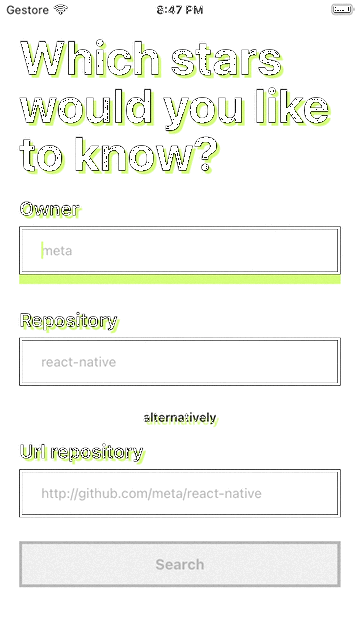 Gestore 8:47 PM
Which stars
would you like
to know?
Owner
meta
Repository
react-native
alternatively
Url repository
http://github.com/meta/react-native
Search